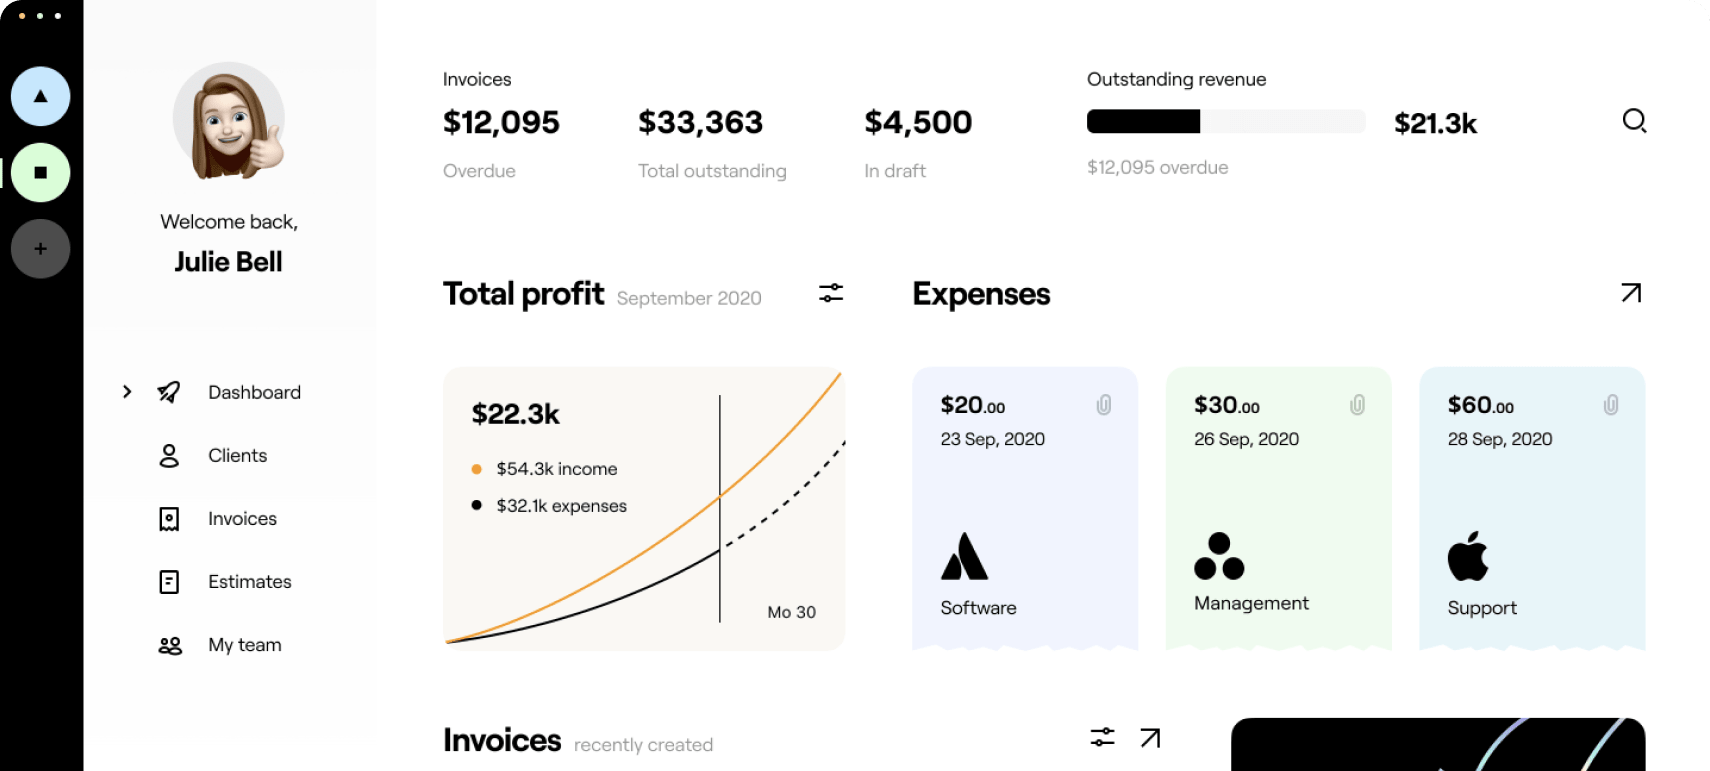 Welcome back,
Julie Bell
Dashboard
Clients
Invoices
Estimates
My team
Invoices
$12,095
Overdue
$33,363
Total outstanding
$4,500
In draft
Outstanding revenue
$21.3k
$12,095 overdue
Total profit September 2020
$22.3k
$54.3k income
$32.1k expenses
Mo 30
Expenses
$20.00
23 Sep, 2020
Software
$30.00
26 Sep, 2020
Management
$60.00
28 Sep, 2020
Support
Invoices recently created